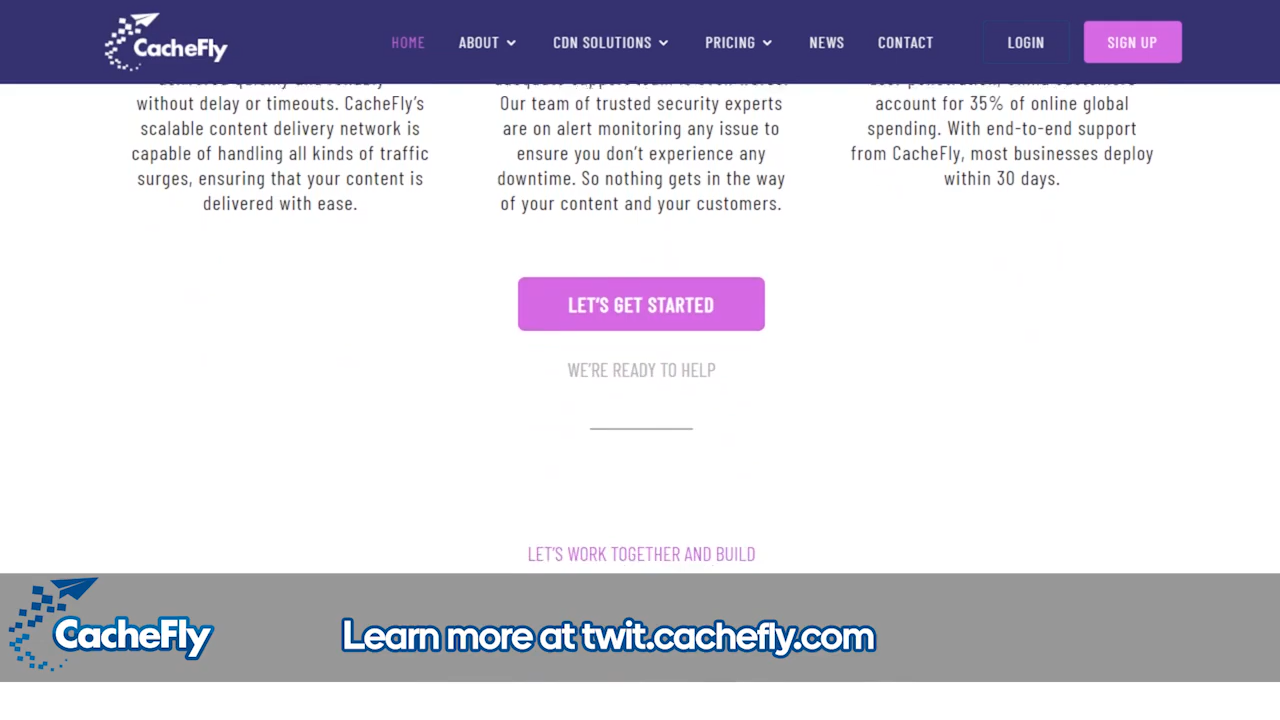 CacheFly
HOME ABOUT CDN SOLUTIONS PRICING NEWS CONTACT LOGIN SIGN UP
delivered quickly and reliably
without delay or timeouts. CacheFly’s
scalable content delivery network is
capable of handling all kinds of traffic
surges, ensuring that your content is
delivered with ease.
Our team of trusted security experts
are on alert monitoring any issue to
ensure you don’t experience any
downtime. So nothing gets in the way
of your content and your customers.
account for 35% of online global
spending. With end-to-end support
from CacheFly, most businesses deploy
within 30 days.
LET’S GET STARTED
WE’RE READY TO HELP
LET’S WORK TOGETHER AND BUILD
CacheFly
Learn more at twit.cachefly.com